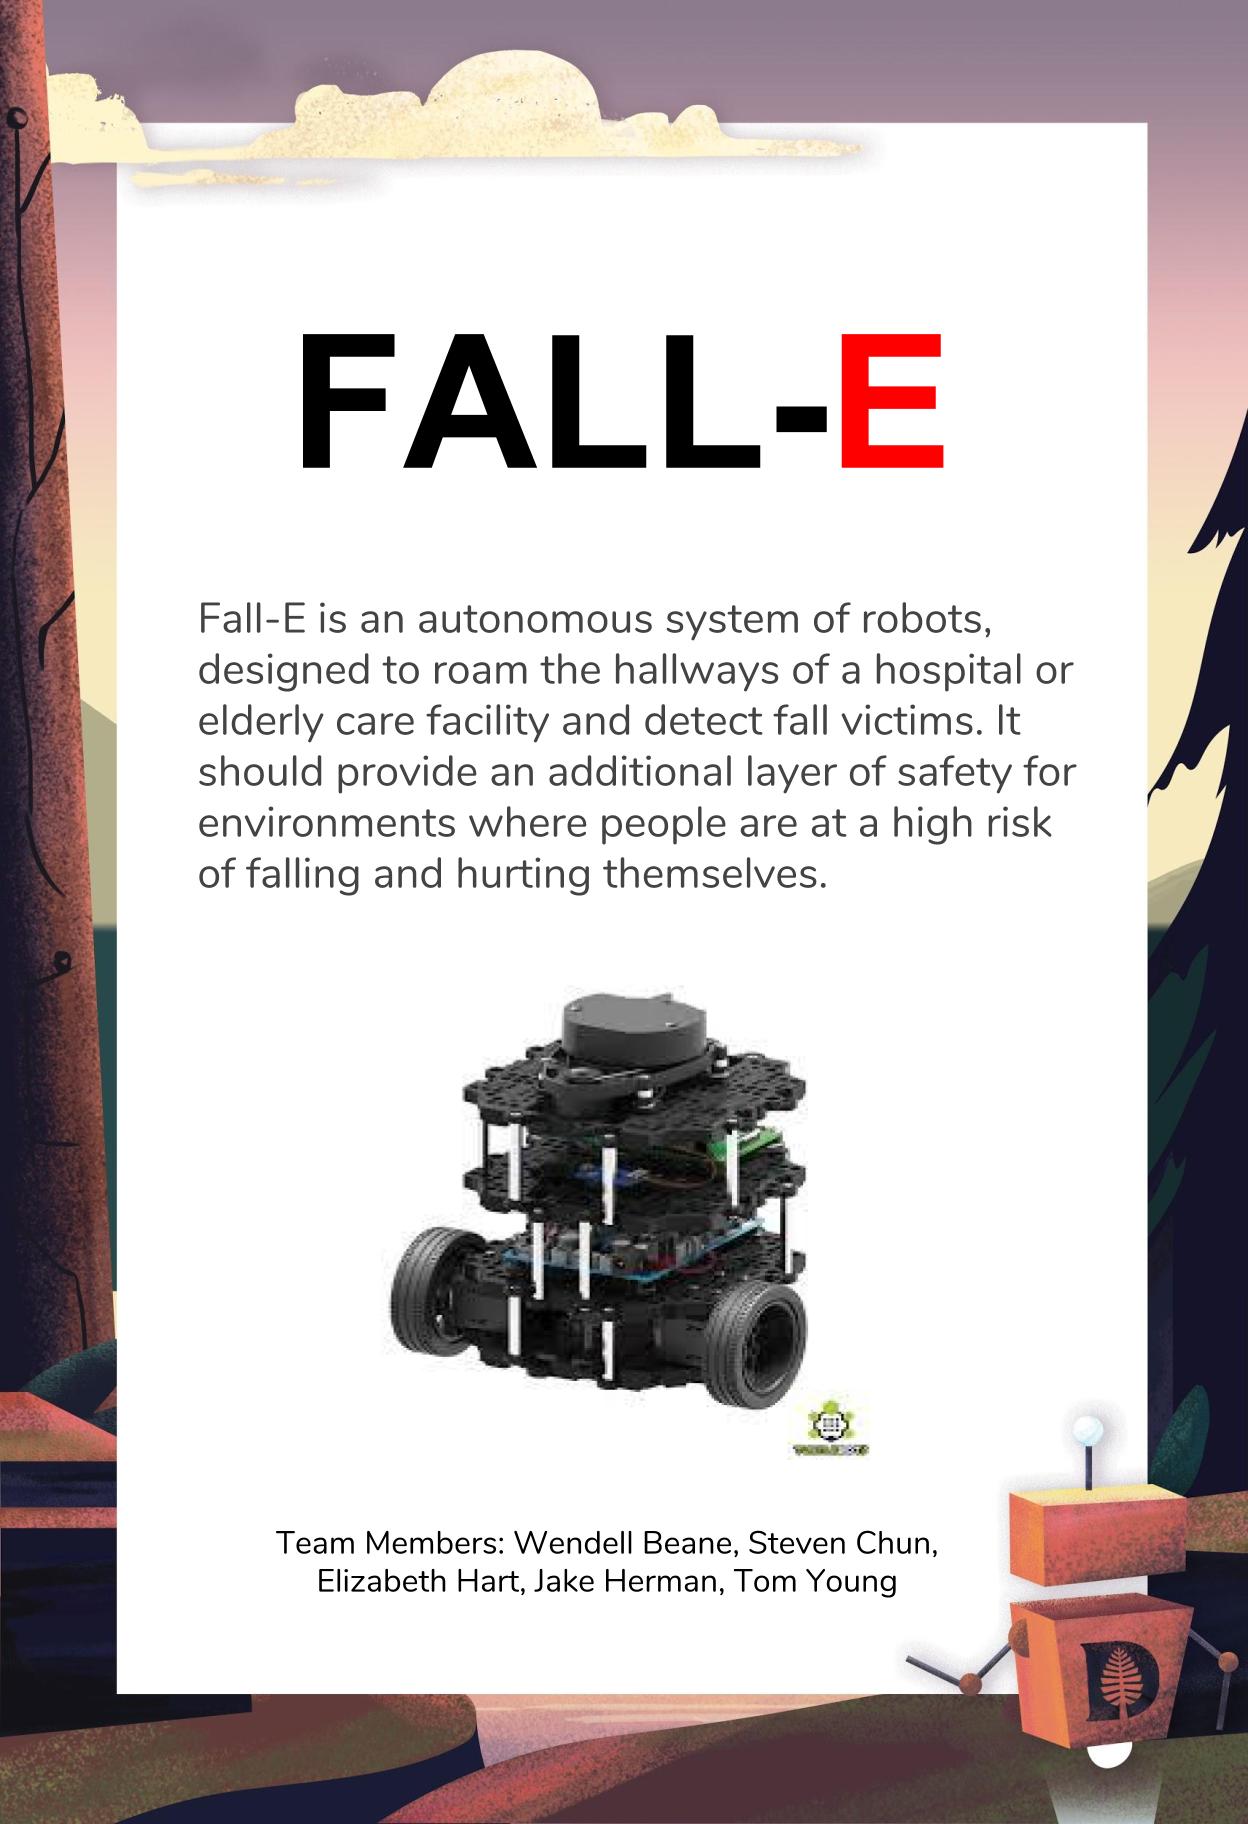 FALL-E
Fall-E is an autonomous system of robots,
designed to roam the hallways of a hospital or
elderly care facility and detect fall victims. It
should provide an additional layer of safety for
environments where people are at a high risk
of falling and hurting themselves.
Team Members: Wendell Beane, Steven Chun,
Elizabeth Hart, Jake Herman, Tom Young
D